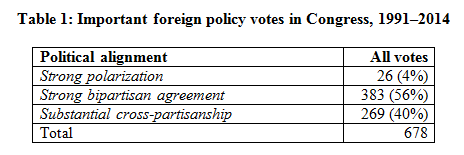 Table 1: Important foreign policy votes in Congress, 1991–2014
Political alignment All votes
Strong polarization 26 (4%)
Strong bipartisan agreement 383 (56%)
Substantial cross-partisanship 269 (40%)
Total 678